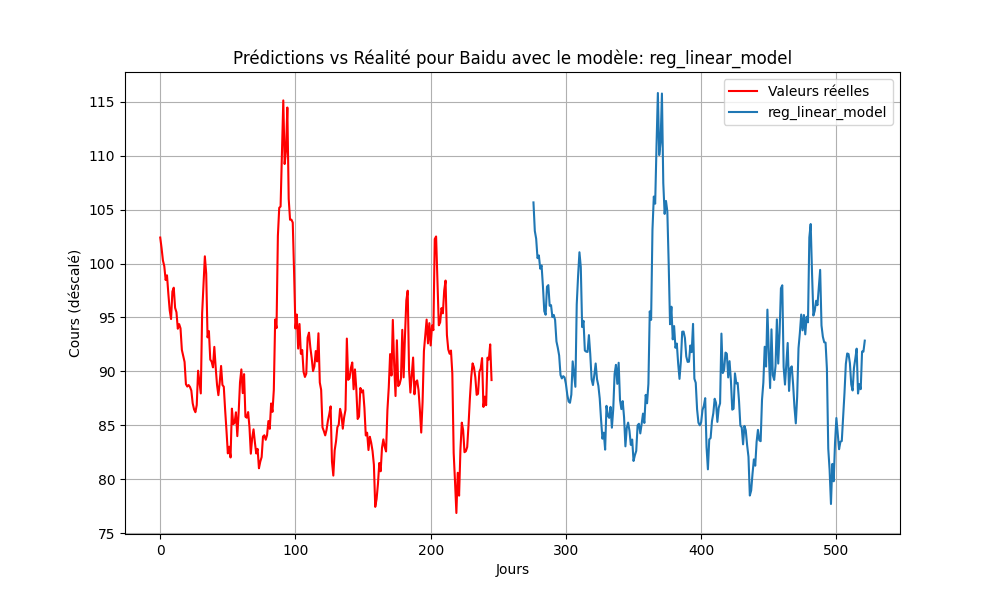 Prédictions vs Réalité pour Baidu avec le modèle: reg_linear_model
Valeurs réelles
reg_linear_model
Cours (déscalé)
115
110
105
100
95
90
85
80
75
0 100 200 300 400 500
Jours